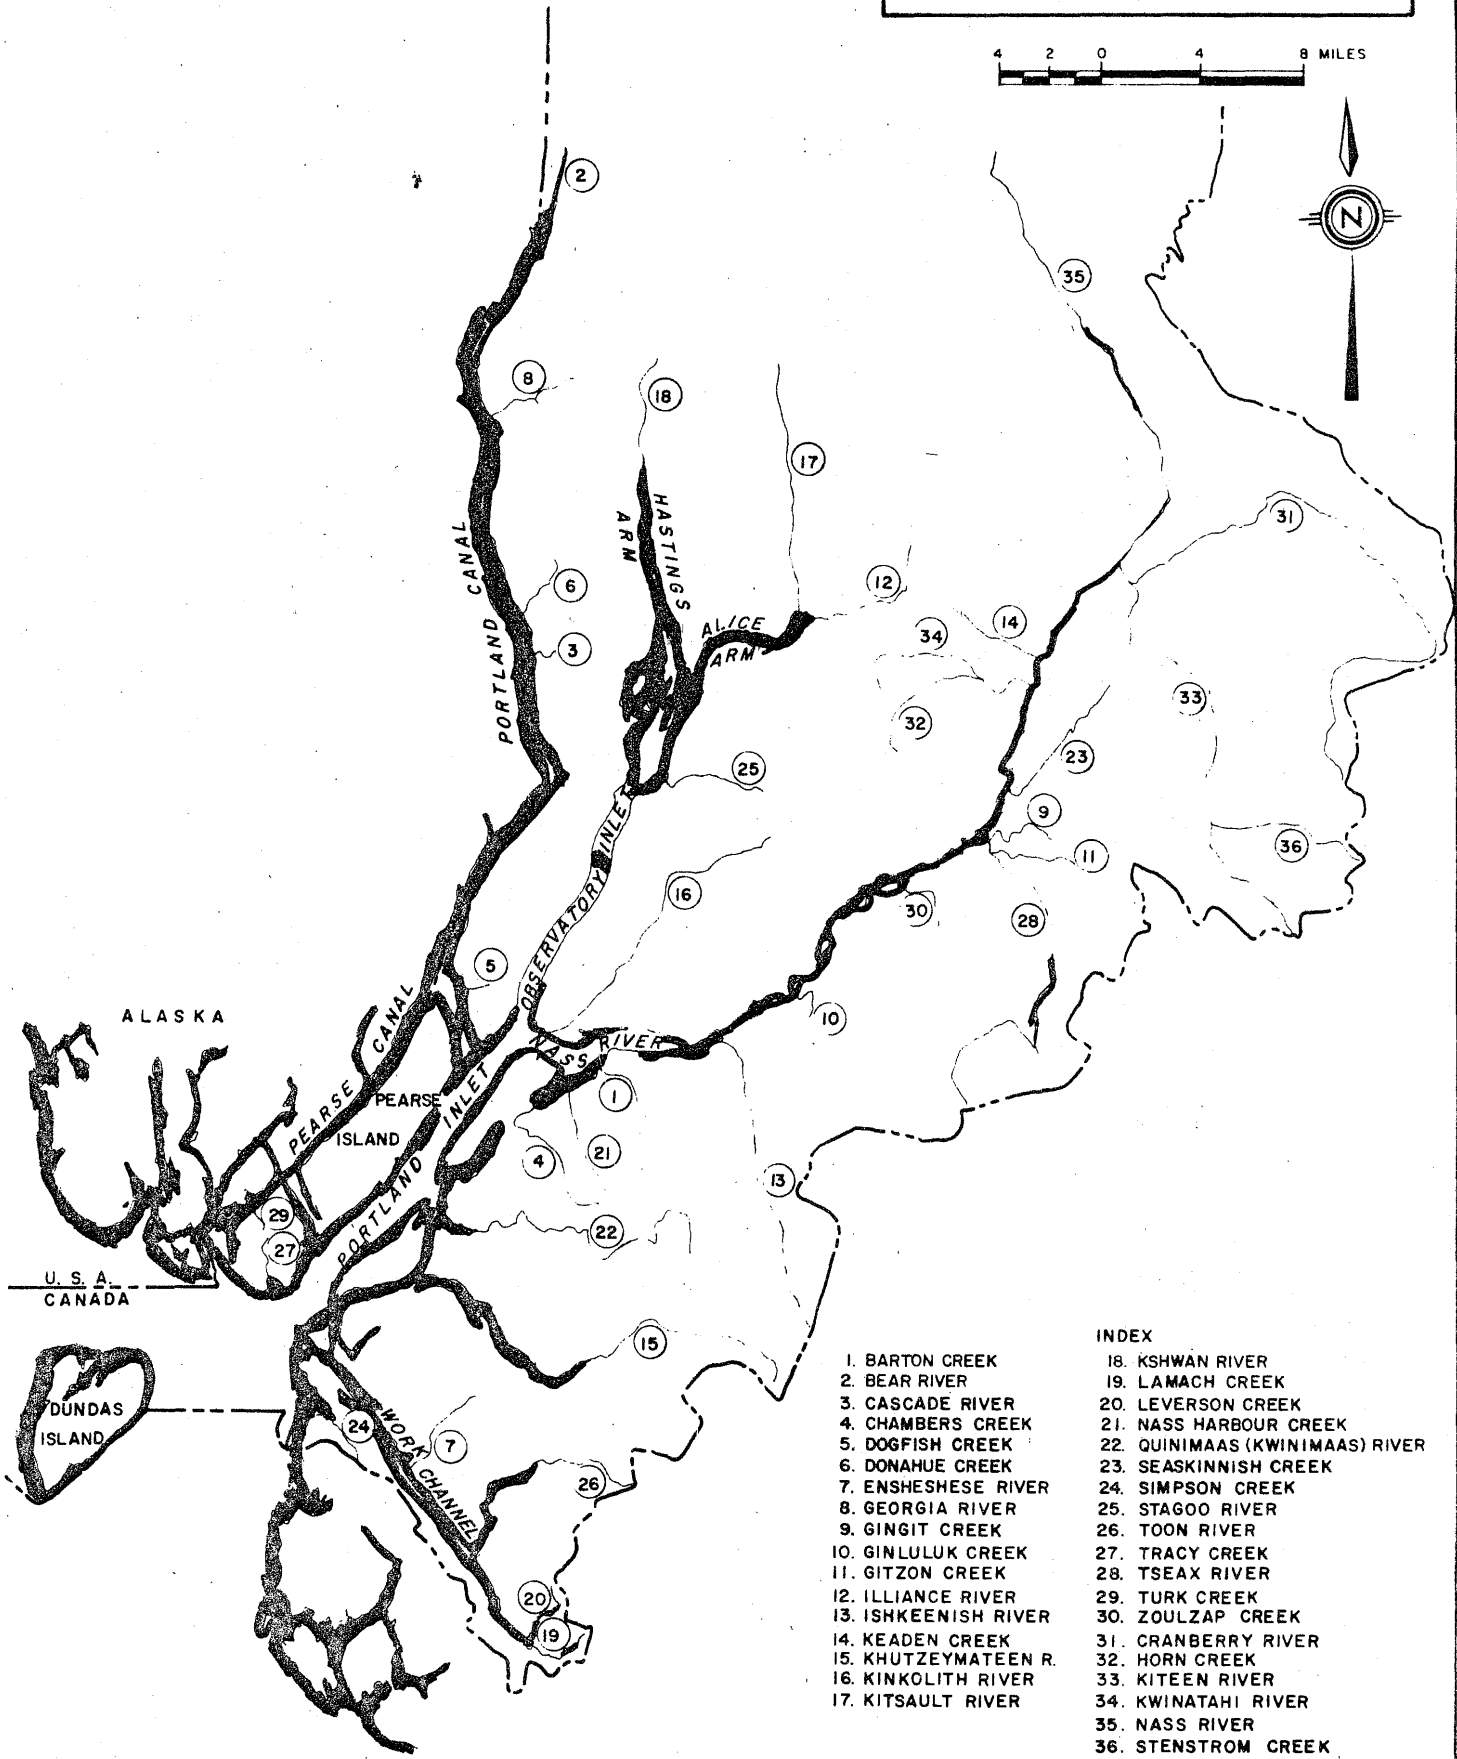 4 2 0 4 8 MILES
N
2
35
8
18
17
31
HASTINGS
ARM
PORTLAND CANAL
6
12
3
ALICE
ARM
14
34
33
32
23
25
9
OBSERVATORY INLET
11
36
16
30
28
5
10
ALASKA
NASS RIVER
PEARSE CANAL
PEARSE
ISLAND
PORTLAND INLET
1
21
4
13
29
22
27
U. S. A.
CANADA
15
DUNDAS
ISLAND
24
7
WORK CHANNEL
26
20
19
INDEX
1. BARTON CREEK
2. BEAR RIVER
3. CASCADE RIVER
4. CHAMBERS CREEK
5. DOGFISH CREEK
6. DONAHUE CREEK
7. ENSHESHESE RIVER
8. GEORGIA RIVER
9. GINGIT CREEK
10. GINLULUK CREEK
11. GITZON CREEK
12. ILLIANCE RIVER
13. ISHKEENISH RIVER
14. KEADEN CREEK
15. KHUTZEYMATEEN R.
16. KINKOLITH RIVER
17. KITSAULT RIVER
18. KSHWAN RIVER
19. LAMACH CREEK
20. LEVERSON CREEK
21. NASS HARBOUR CREEK
22. QUINIMAAS (KWINIMAAS) RIVER
23. SEASKINNISH CREEK
24. SIMPSON CREEK
25. STAGOO RIVER
26. TOON RIVER
27. TRACY CREEK
28. TSEAX RIVER
29. TURK CREEK
30. ZOULZAP CREEK
31. CRANBERRY RIVER
32. HORN CREEK
33. KITEEN RIVER
34. KWINATAHI RIVER
35. NASS RIVER
36. STENSTROM CREEK